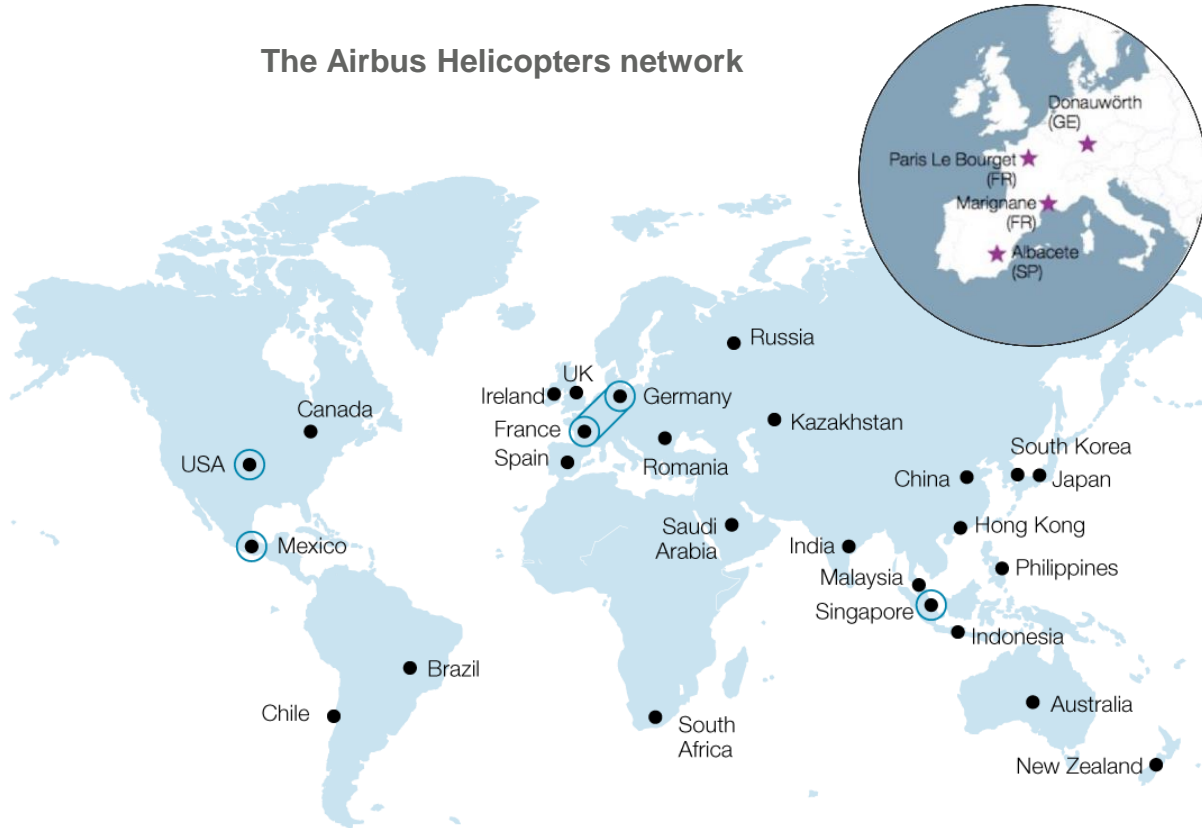 The Airbus Helicopters network
Donauwörth
(GE)
Paris Le Bourget
(FR)
Marignane
(FR)
Albacete
(SP)
Russia
UK
Ireland
Germany
Canada
France
Kazakhstan
Spain
Romania
South Korea
USA
China
Japan
Saudi
Arabia
Hong Kong
Mexico
India
Philippines
Malaysia
Singapore
Indonesia
Brazil
Chile
Australia
South
Africa
New Zealand